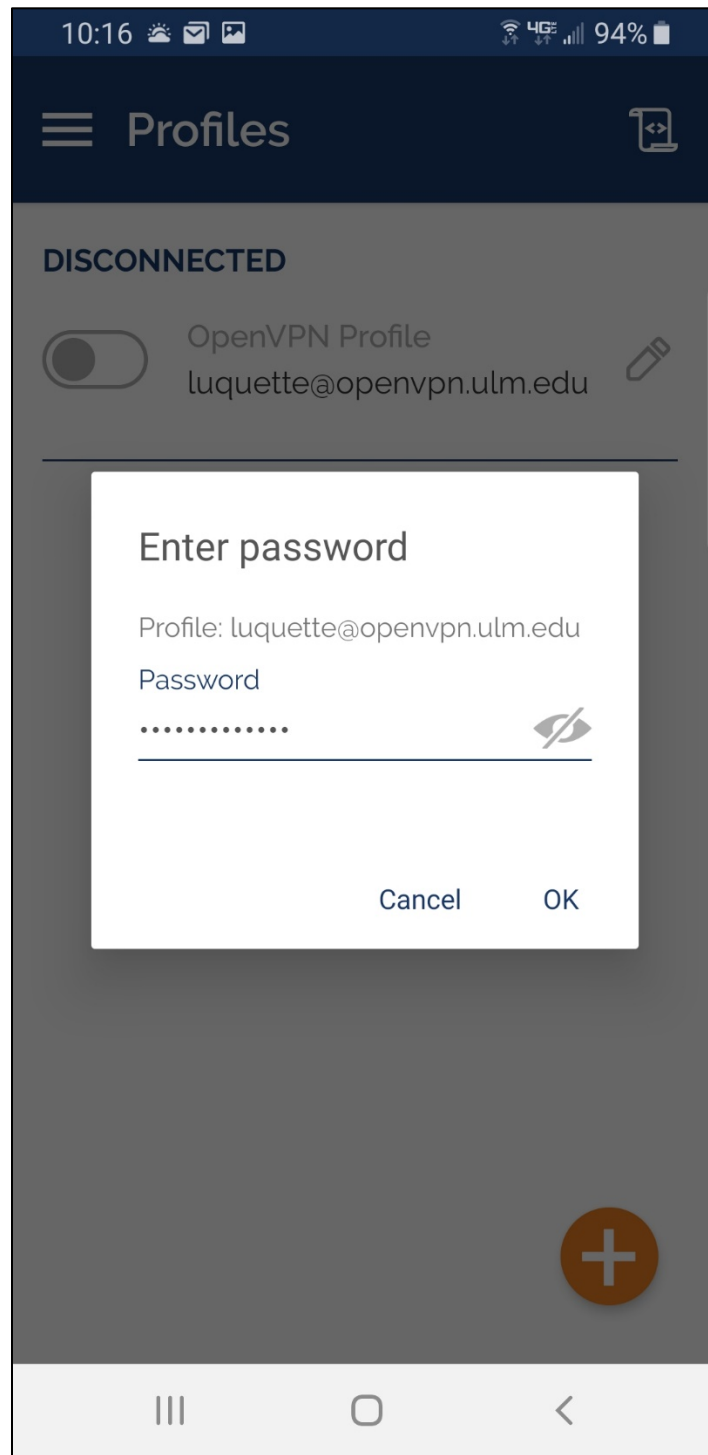 10:16 4GE 94%
Profiles
DISCONNECTED
OpenVPN Profile
luquette@openvpn.ulm.edu
Enter password
Profile: luquette@openvpn.ulm.edu
Password
•••••••••••••
Cancel OK